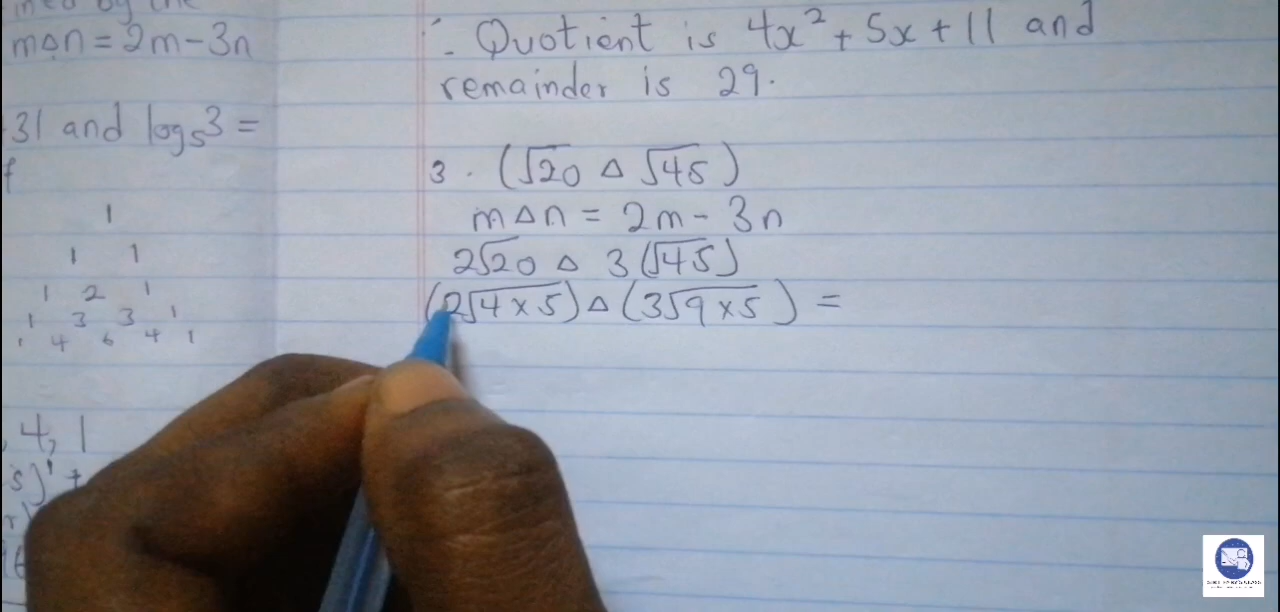 m∆n = 2m - 3n
31 and log₅3 =
f
1
1 1
1 2 1
1 3 3 1
1 4 6 4 1
, 4, 1
∴ Quotient is 4x² + 5x + 11 and
remainder is 29.
3. (√20 ∆ √45)
m∆n = 2m - 3n
2√20 ∆ 3(√45)
(2√4 × 5) ∆ (3√9 × 5) =